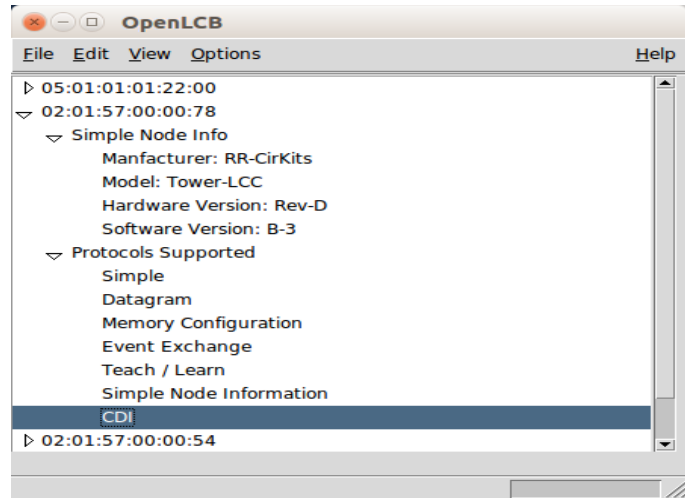 OpenLCB
File Edit View Options Help
05:01:01:01:22:00
02:01:57:00:00:78
Simple Node Info
Manfacturer: RR-CirKits
Model: Tower-LCC
Hardware Version: Rev-D
Software Version: B-3
Protocols Supported
Simple
Datagram
Memory Configuration
Event Exchange
Teach / Learn
Simple Node Information
CDI
02:01:57:00:00:54